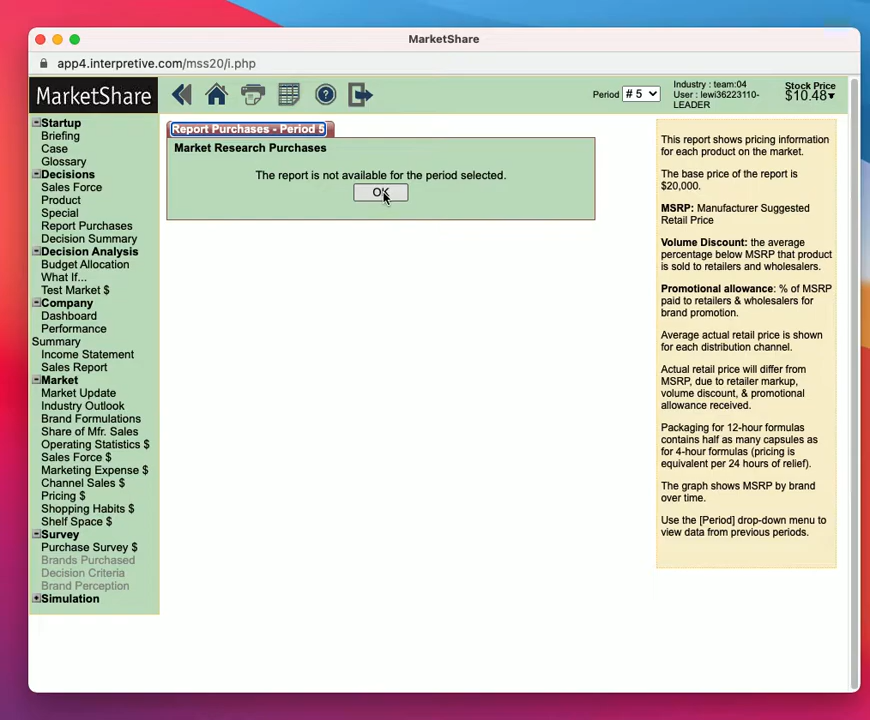 MarketShare
app4.interpretive.com/mss20/i.php
MarketShare
Period # 5
Industry : team:04
User : lewi36223110-
LEADER
Stock Price
$10.48▾
Startup
Briefing
Case
Glossary
Decisions
Sales Force
Product
Special
Report Purchases
Decision Summary
Decision Analysis
Budget Allocation
What If...
Test Market $
Company
Dashboard
Performance
Summary
Income Statement
Sales Report
Market
Market Update
Industry Outlook
Brand Formulations
Share of Mfr. Sales
Operating Statistics $
Sales Force $
Marketing Expense $
Channel Sales $
Pricing $
Shopping Habits $
Shelf Space $
Survey
Purchase Survey $
Brands Purchased
Decision Criteria
Brand Perception
Simulation
Report Purchases - Period 5
Market Research Purchases
The report is not available for the period selected.
OK
This report shows pricing information
for each product on the market.
The base price of the report is
$20,000.
MSRP: Manufacturer Suggested
Retail Price
Volume Discount: the average
percentage below MSRP that product
is sold to retailers and wholesalers.
Promotional allowance: % of MSRP
paid to retailers & wholesalers for
brand promotion.
Average actual retail price is shown
for each distribution channel.
Actual retail price will differ from
MSRP, due to retailer markup,
volume discount, & promotional
allowance received.
Packaging for 12-hour formulas
contains half as many capsules as
for 4-hour formulas (pricing is
equivalent per 24 hours of relief).
The graph shows MSRP by brand
over time.
Use the [Period] drop-down menu to
view data from previous periods.